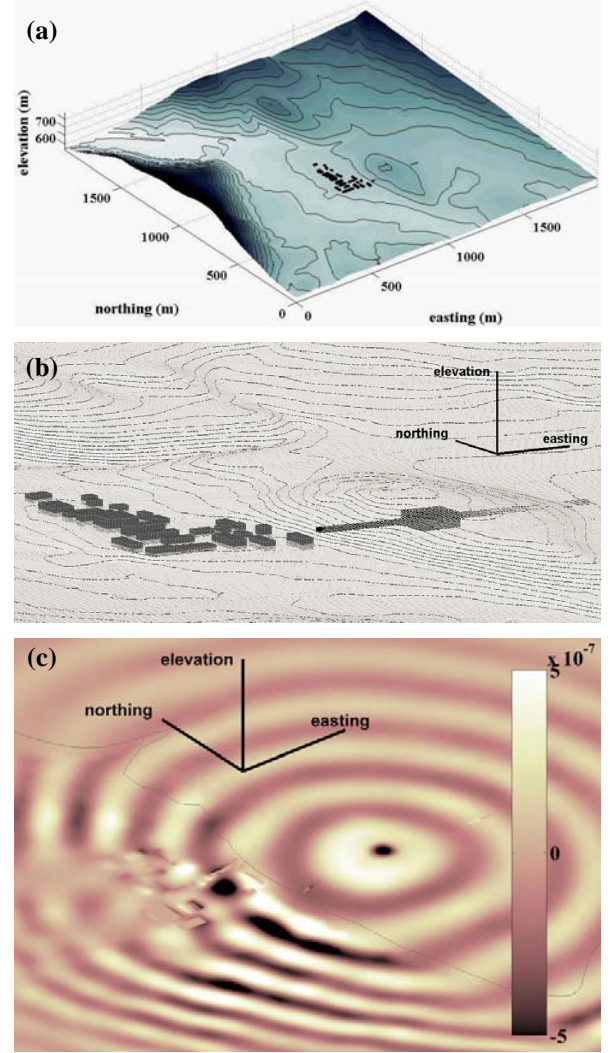 (a)
elevation (m)
700
600
1500
1000
500
0
northing (m)
0
500
1000
1500
easting (m)
(b)
elevation
northing
easting
(c)
elevation
northing
easting
x 10-7
5
0
-5